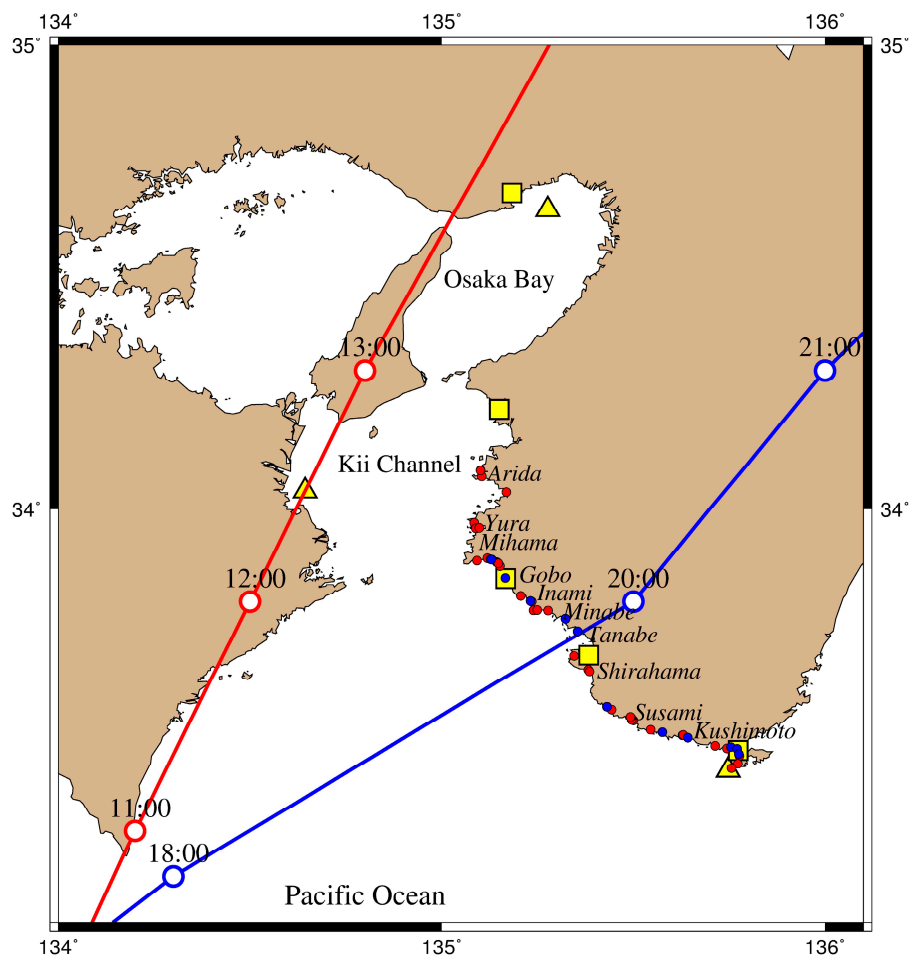 134° 135° 136°
35° 35°
Osaka Bay
13:00 21:00
Kii Channel
Arida
34° 34°
Yura
Mihama
12:00 Gobo 20:00
Inami
Minabe
Tanabe
Shirahama
Susami
Kushimoto
11:00
18:00
Pacific Ocean
134° 135° 136°